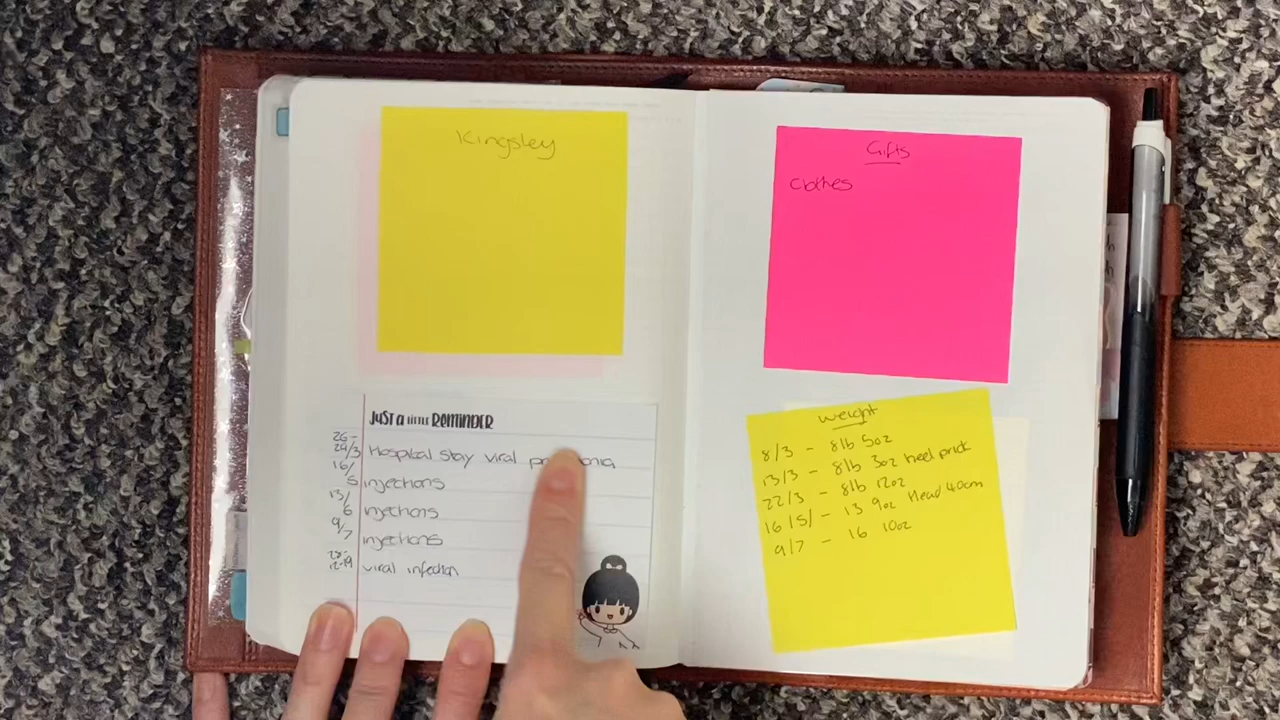 Kingsley
Just a little Reminder
26-
29/3 Hospital stay viral
16/
5 injections
13/
6 injections
9/
7 injections
viral infection
Gifts
Clothes
weight
8/3 - 8lb 5oz
13/3 - 8lb 3oz heel prick
22/3 - 8lb 12oz
16/5/ - 13 9oz Head 40cm
9/7 - 16 10oz